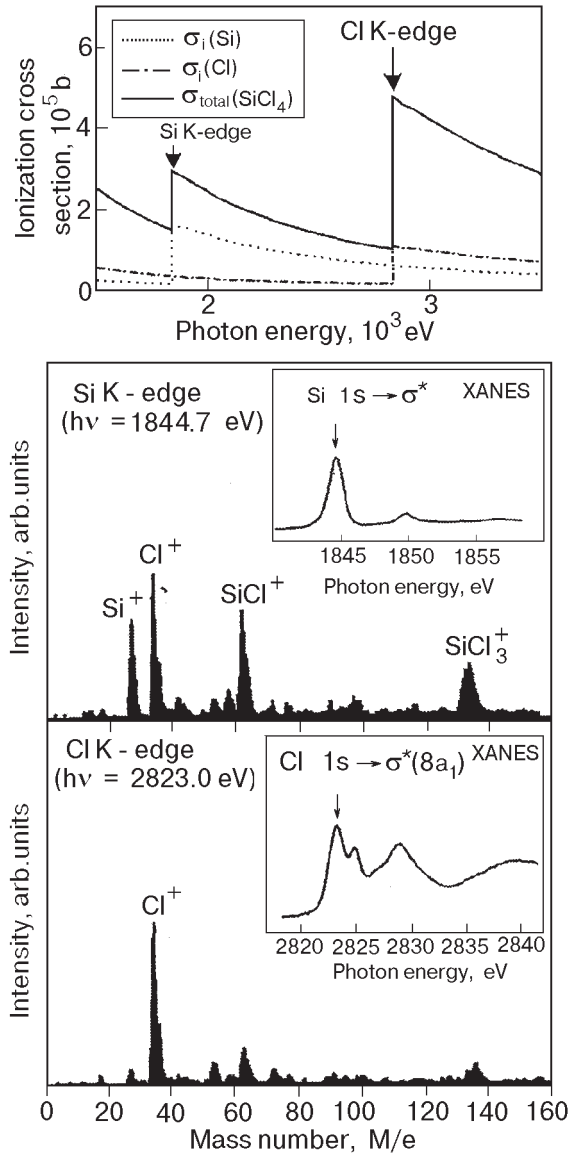 Ionization cross
section, 10⁵b
6
4
2
0
σᵢ(Si)
σᵢ(Cl)
σtotal(SiCl₄)
Si K-edge
Cl K-edge
2
3
Photon energy, 10³eV
Si K - edge
(hν = 1844.7 eV)
Intensity, arb.units
Si 1s → σ*
XANES
1845
1850
1855
Photon energy, eV
Si⁺
Cl⁺
SiCl⁺
SiCl₃⁺
Cl K - edge
(hν = 2823.0 eV)
Intensity, arb.units
Cl 1s → σ*(8a₁)
XANES
2820
2825
2830
2835
2840
Photon energy, eV
Cl⁺
0
20
40
60
80
100
120
140
160
Mass number, M/e